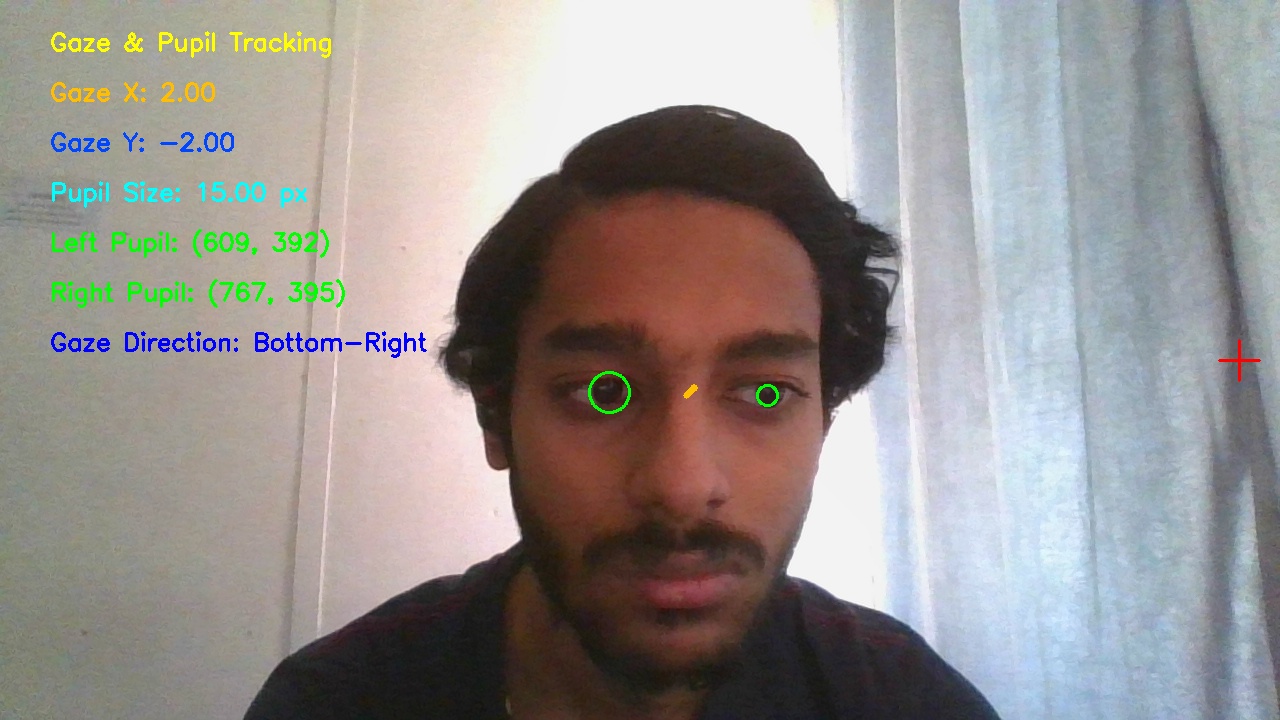 Gaze & Pupil Tracking
Gaze X: 2.00
Gaze Y: -2.00
Pupil Size: 15.00 px
Left Pupil: (609, 392)
Right Pupil: (767, 395)
Gaze Direction: Bottom-Right